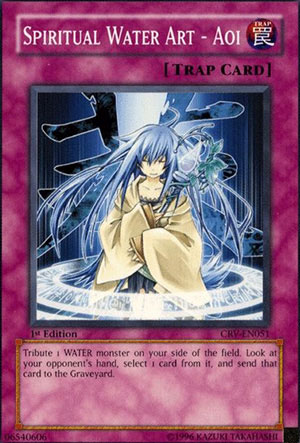 SPIRITUAL WATER ART - AOI
TRAP
罠
[TRAP CARD]
1st Edition
CRV-EN051
Tribute 1 WATER monster on your side of the field. Look at
your opponent's hand, select 1 card from it, and send that
card to the Graveyard.
06540606
©1996 KAZUKI TAKAHASHI